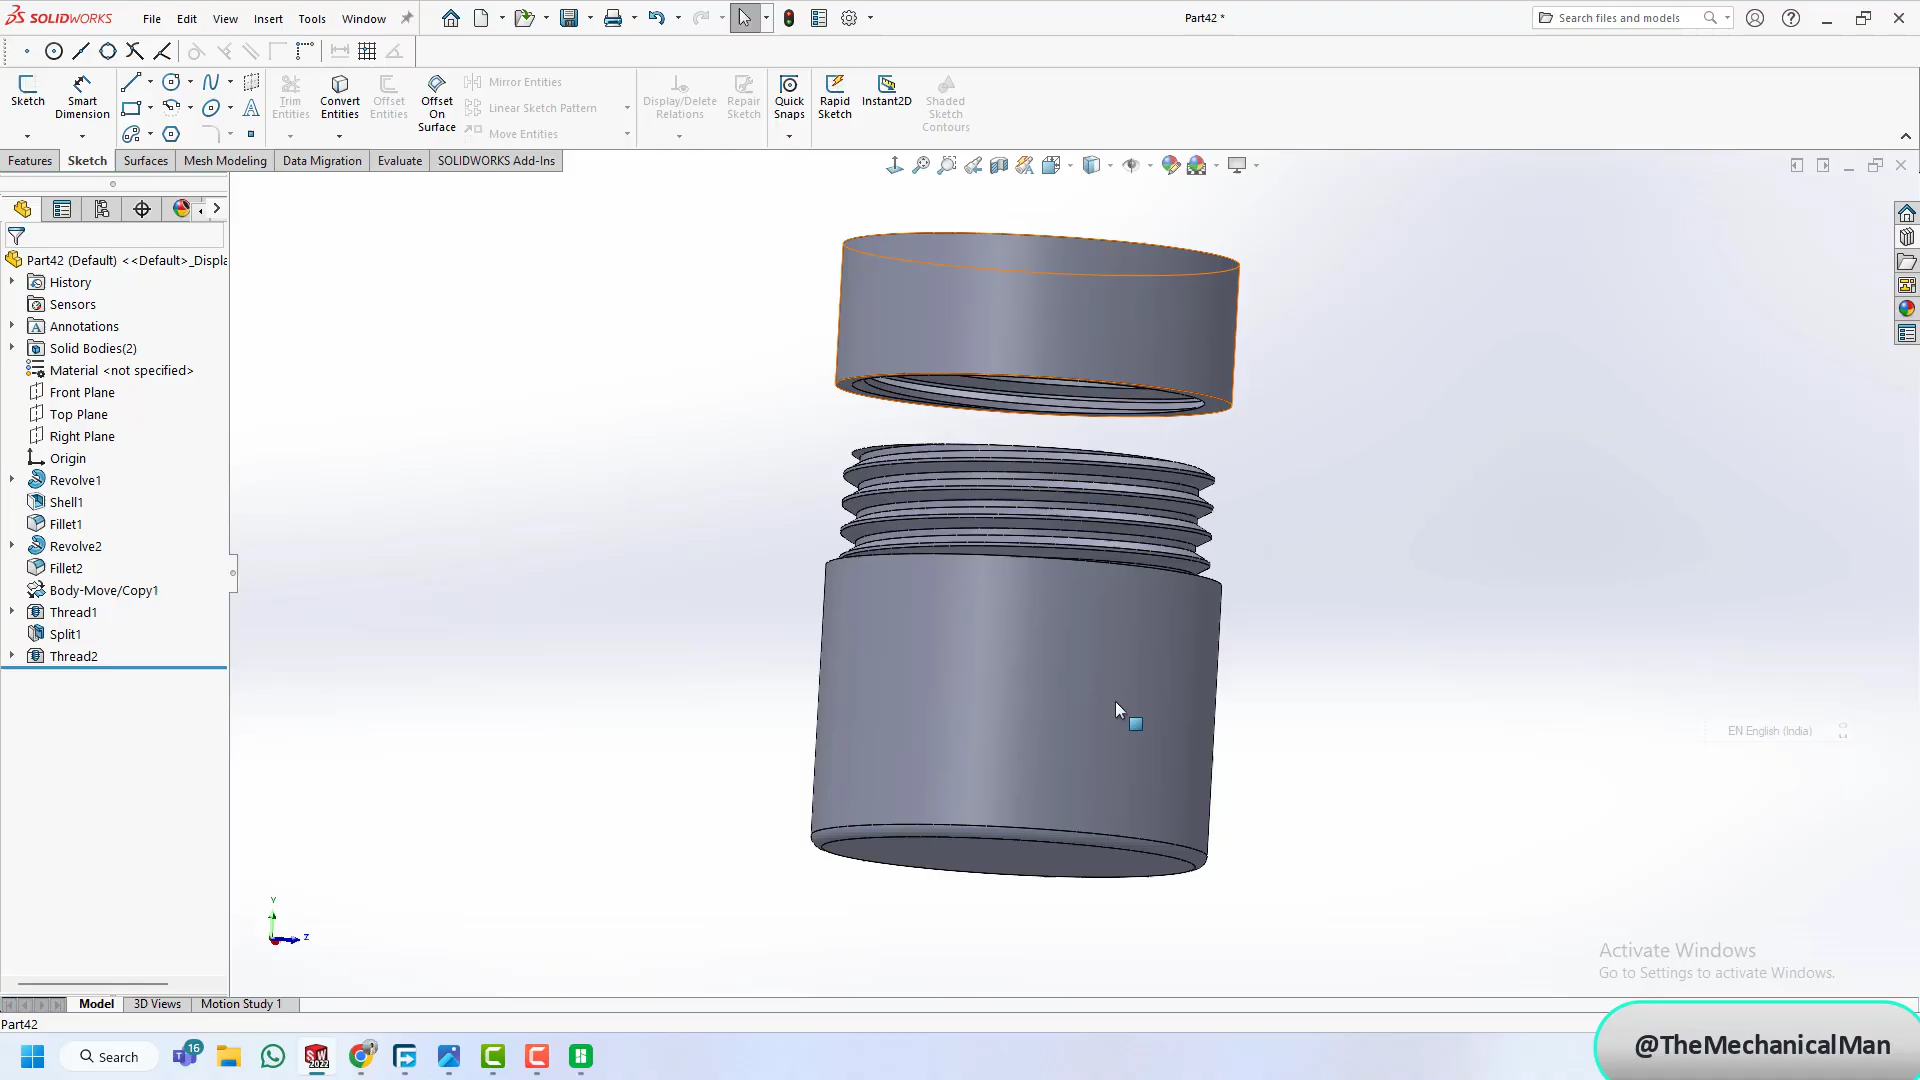 SOLIDWORKS
File Edit View Insert Tools Window
Part42 *
Search files and models
Sketch
Smart Dimension
Trim Entities
Convert Entities
Offset Entities
Offset On Surface
Mirror Entities
Linear Sketch Pattern
Move Entities
Display/Delete Relations
Repair Sketch
Quick Snaps
Rapid Sketch
Instant2D
Shaded Sketch Contours
Features Sketch Surfaces Mesh Modeling Data Migration Evaluate SOLIDWORKS Add-Ins
Part42 (Default) <<Default>_Displa
History
Sensors
Annotations
Solid Bodies(2)
Material <not specified>
Front Plane
Top Plane
Right Plane
Origin
Revolve1
Shell1
Fillet1
Revolve2
Fillet2
Body-Move/Copy1
Thread1
Split1
Thread2
EN English (India)
Y
Z
Activate Windows
Go to Settings to activate Windows.
Model 3D Views Motion Study 1
Part42
Search
16
SW
2022
@TheMechanicalMan